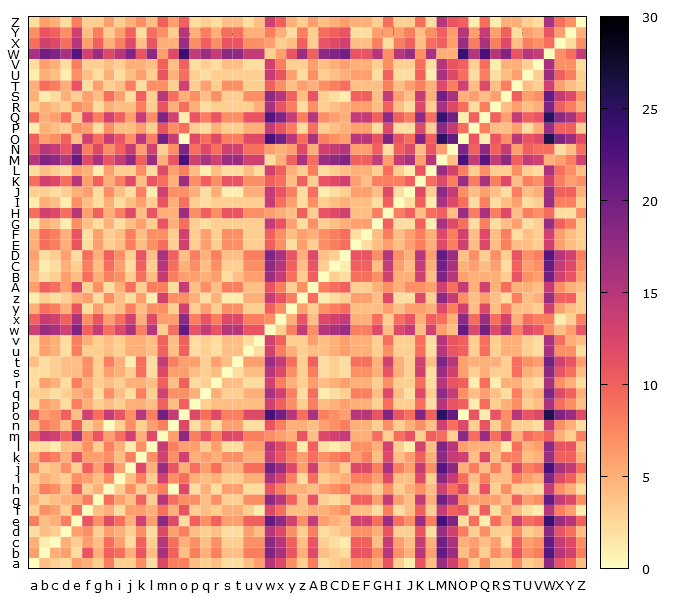 Z
Y
X
W
V
U
T
S
R
Q
P
O
N
M
L
K
J
I
H
G
F
E
D
C
B
A
z
y
x
w
v
u
t
s
r
q
p
o
n
m
l
k
j
i
h
g
f
e
d
c
b
a
a b c d e f g h i j k l m n o p q r s t u v w x y z A B C D E F G H I J K L M N O P Q R S T U V W X Y Z
30
25
20
15
10
5
0